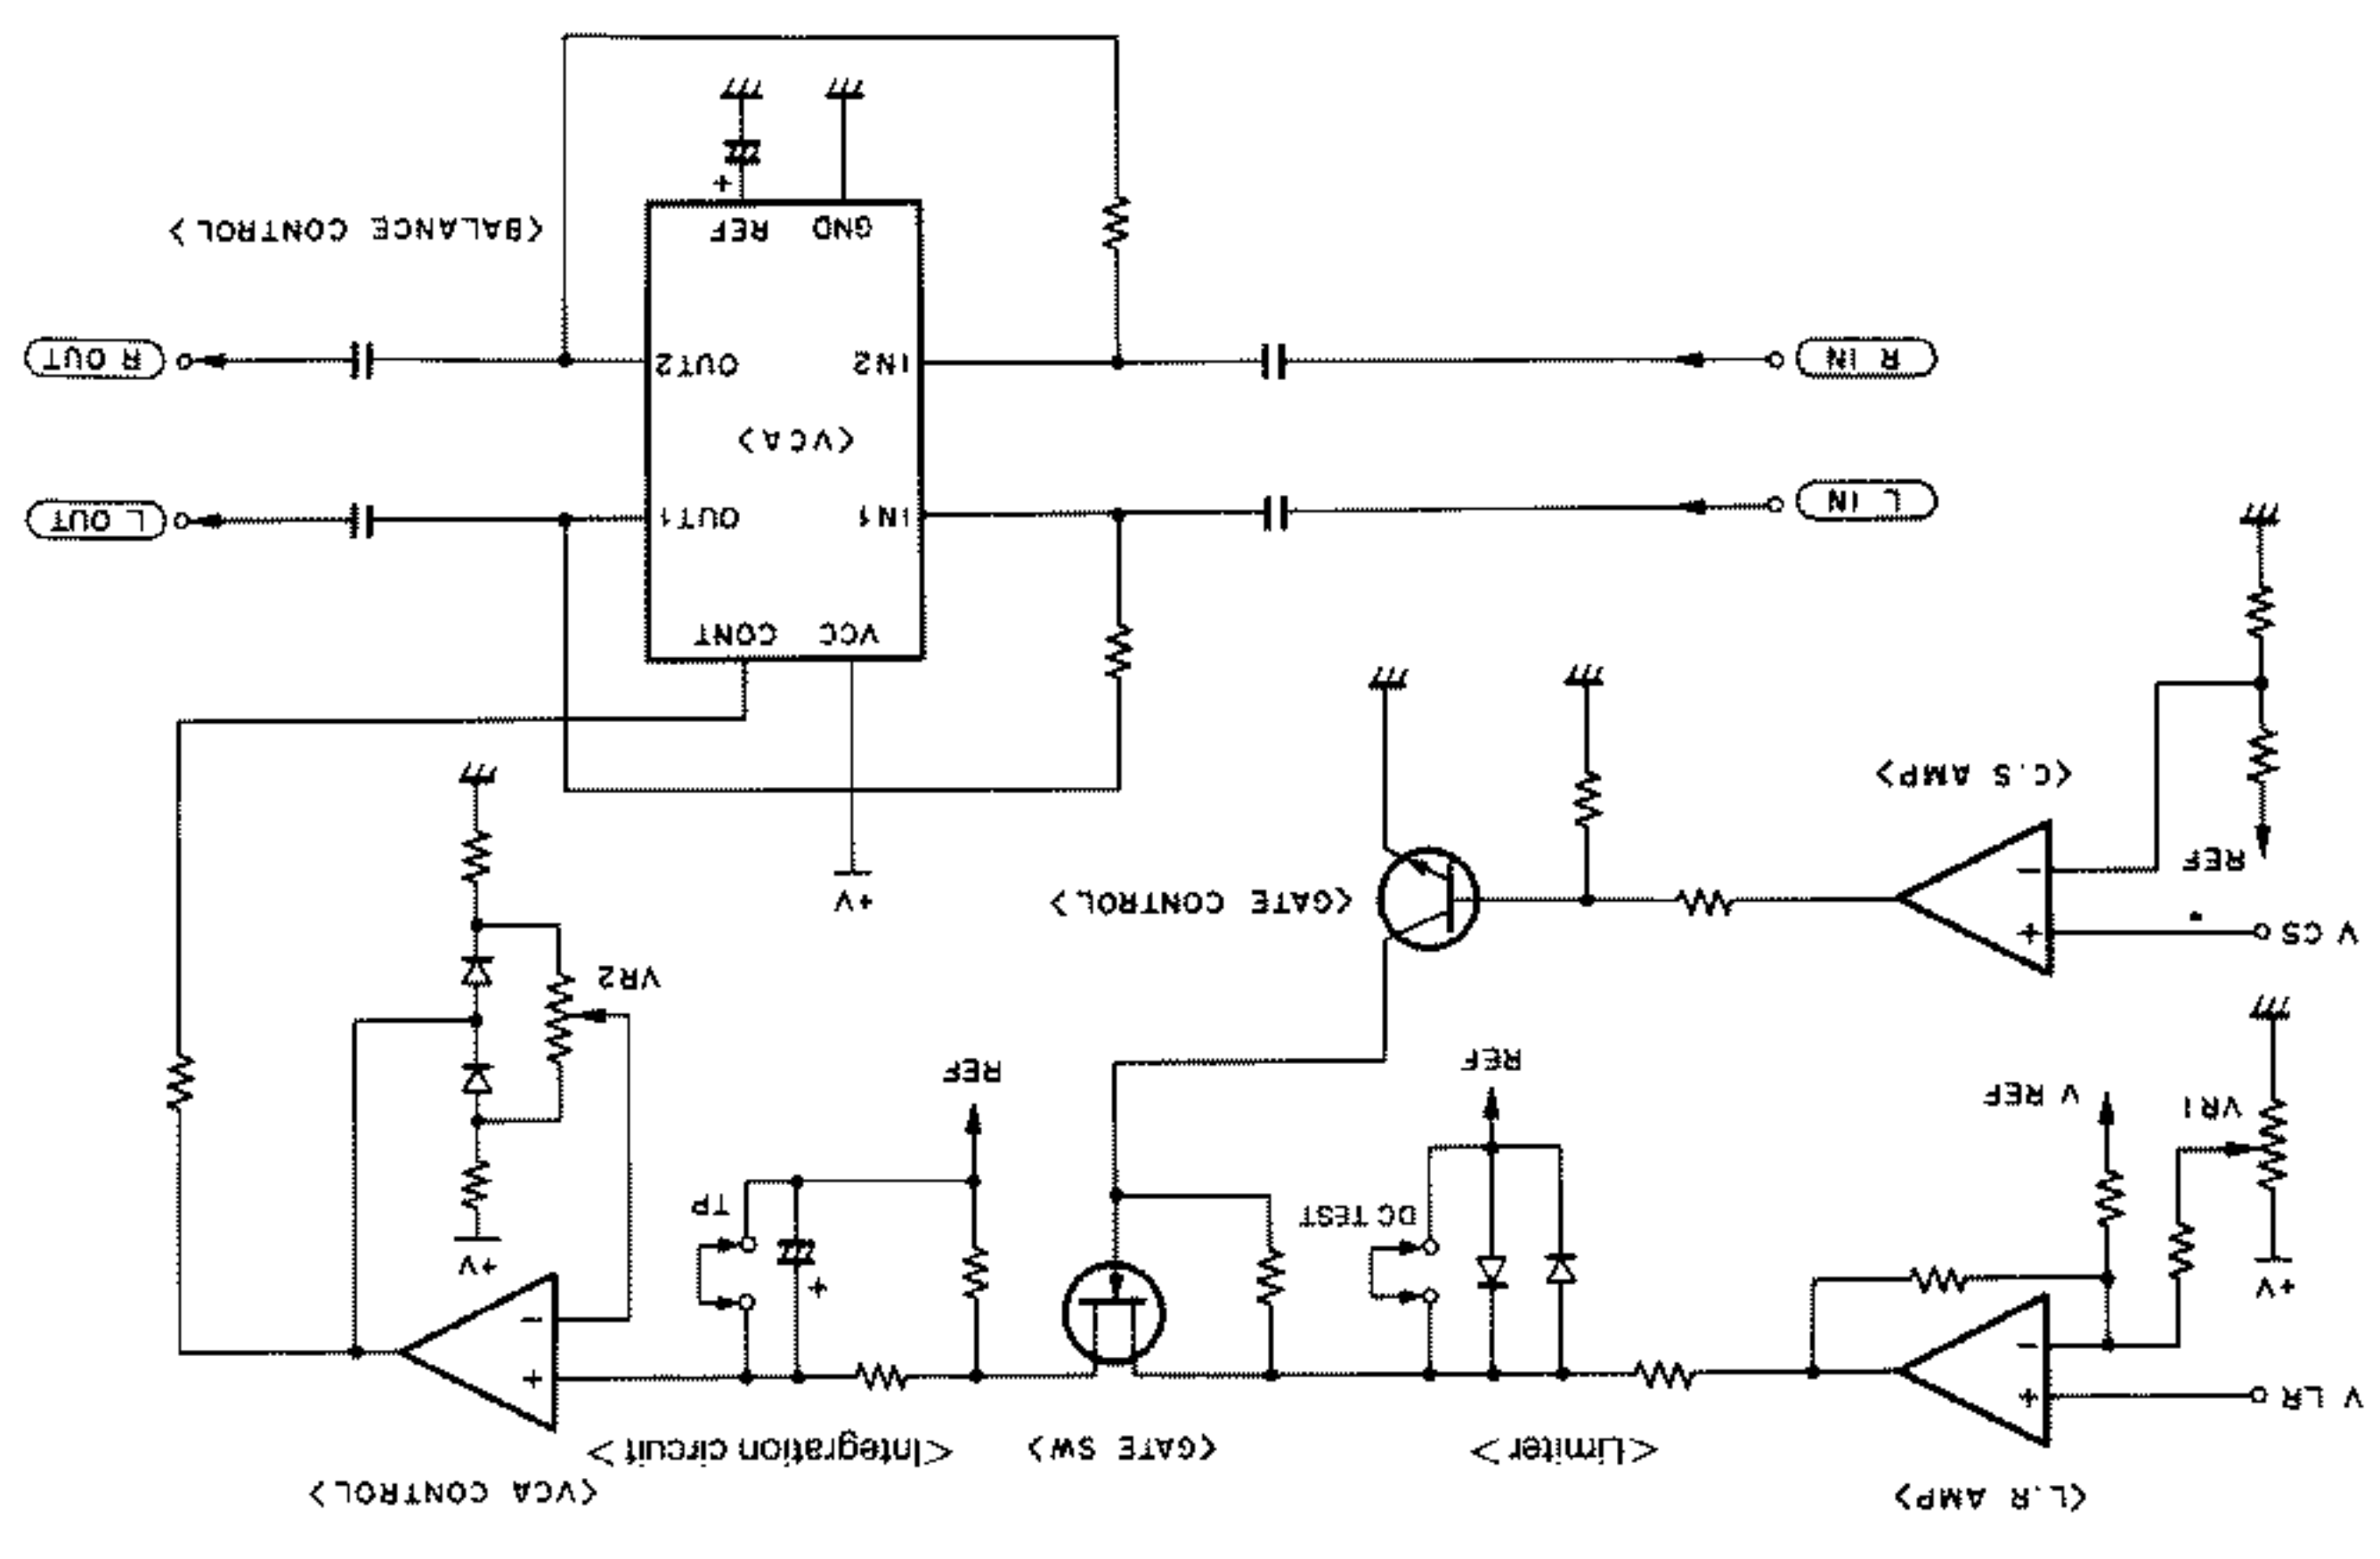 <L.R AMP>
<VCA CONTROL>
<Limiter>
<GATE SW>
<Integration circuit>
V LR
+
−
+
−
+V
+
+V
DC TEST
TP
VR1
V REF
REF
REF
VR2
V CS
+
−
REF
<C.S AMP>
<GATE CONTROL>
+V
VCC
CONT
L IN
IN1
OUT1
L OUT
<VCA>
R IN
IN2
OUT2
R OUT
GND
REF
<BALANCE CONTROL>
+